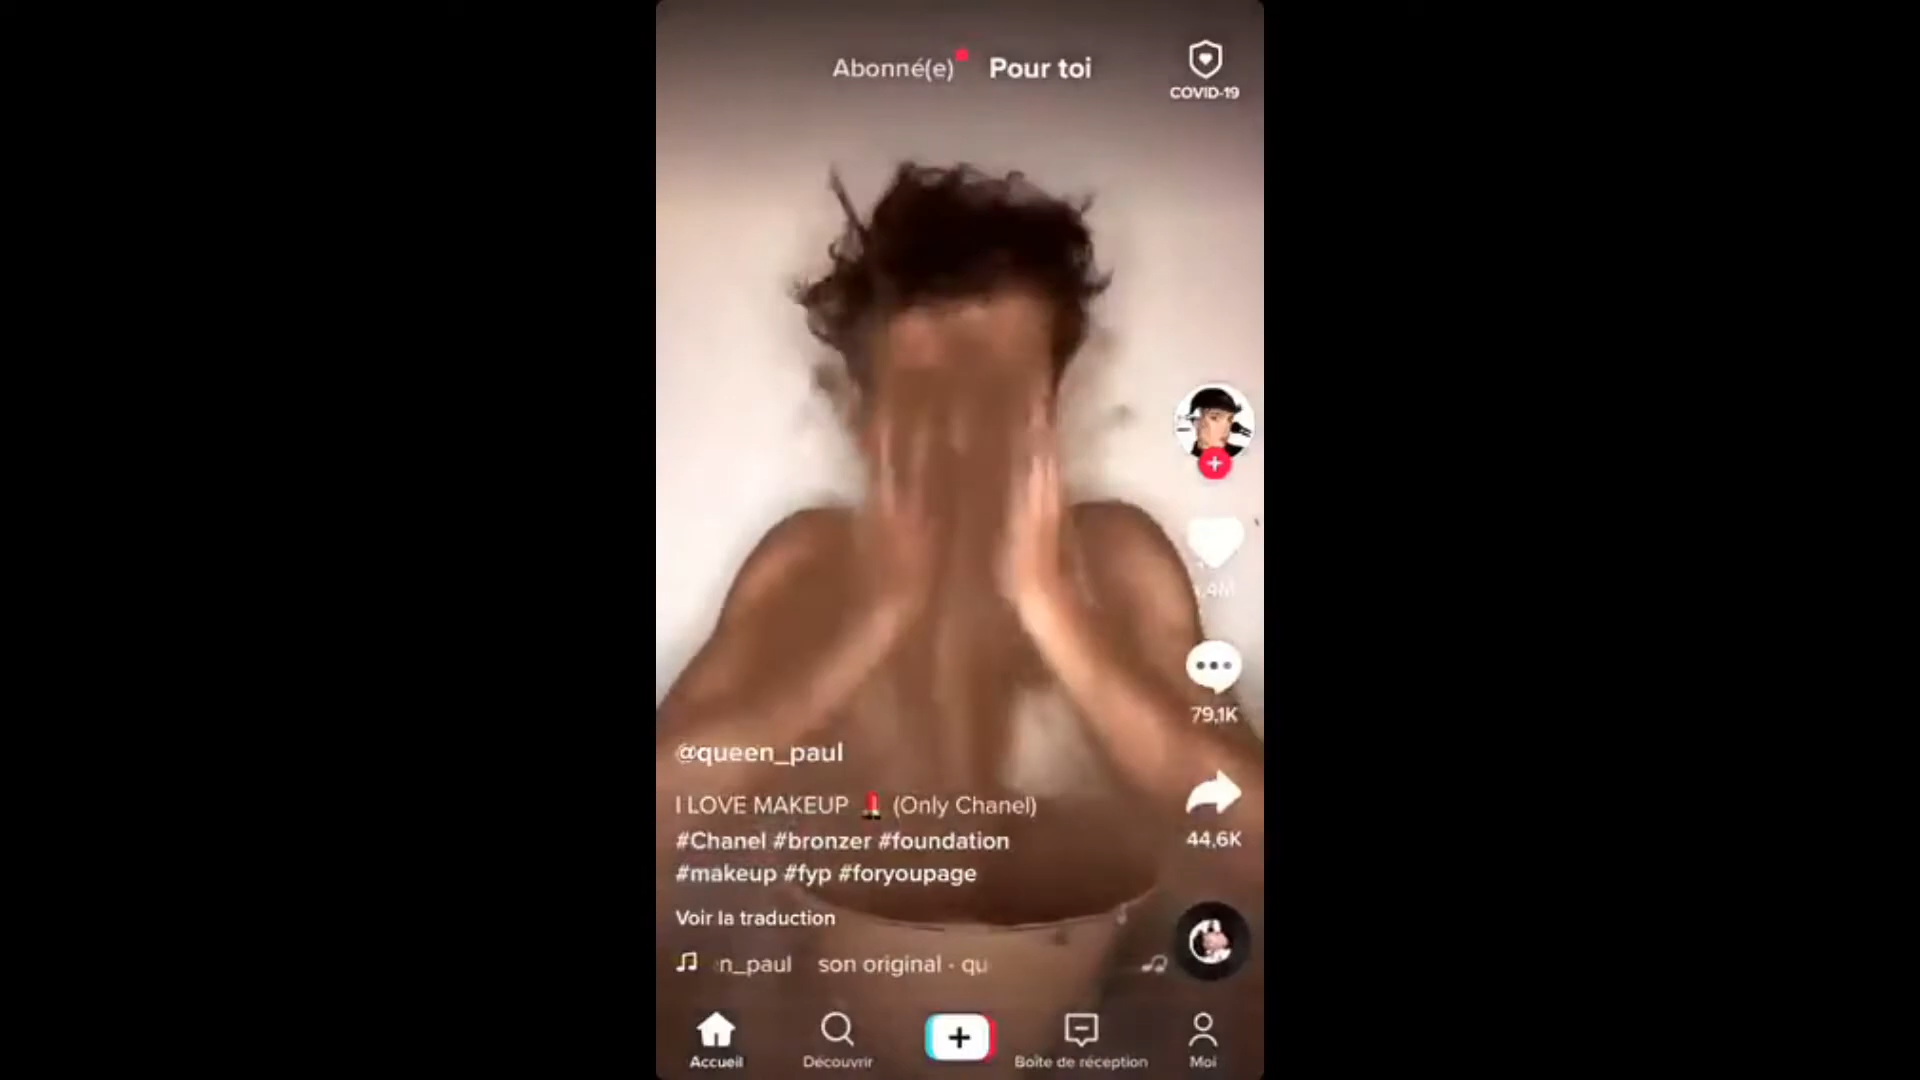 Abonné(e) Pour toi
COVID-19
79,1K
@queen_paul
I LOVE MAKEUP 💄 (Only Chanel)
44,6K
#Chanel #bronzer #foundation
#makeup #fyp #foryoupage
Voir la traduction
n_paul son original - qu
Accueil Découvrir Boîte de réception Moi